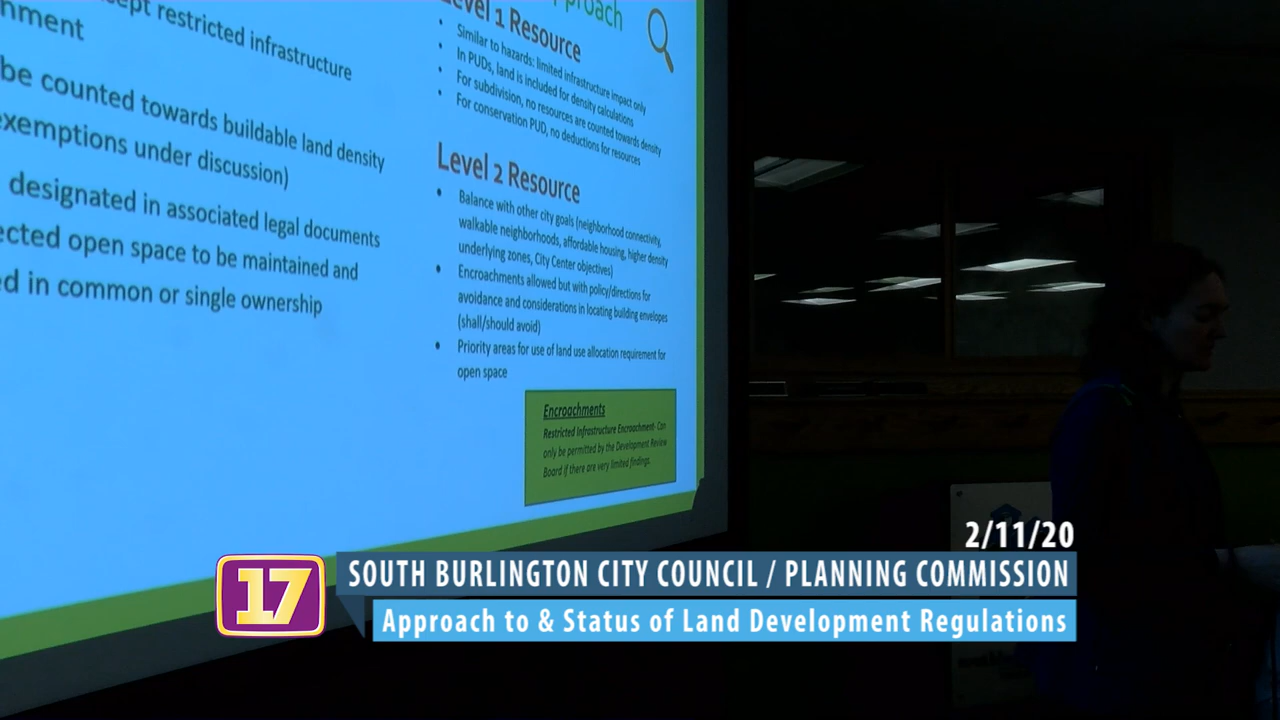 nment
ept restricted infrastructure
be counted towards buildable land density
exemptions under discussion)
designated in associated legal documents
ected open space to be maintained and
ed in common or single ownership
proach
Level 1 Resource
• Similar to hazards: limited infrastructure impact only
• In PUDs, land is included for density calculations
• For subdivision, no resources are counted towards density
• For conservation PUD, no deductions for resources
Level 2 Resource
• Balance with other city goals (neighborhood connectivity,
walkable neighborhoods, affordable housing, higher density
underlying zones, City Center objectives)
• Encroachments allowed but with policy/directions for
avoidance and considerations in locating building envelopes
(shall/should avoid)
• Priority areas for use of land use allocation requirement for
open space
Encroachments
Restricted Infrastructure Encroachment- Can
only be permitted by the Development Review
Board if there are very limited findings.
2/11/20
17
SOUTH BURLINGTON CITY COUNCIL / PLANNING COMMISSION
Approach to & Status of Land Development Regulations